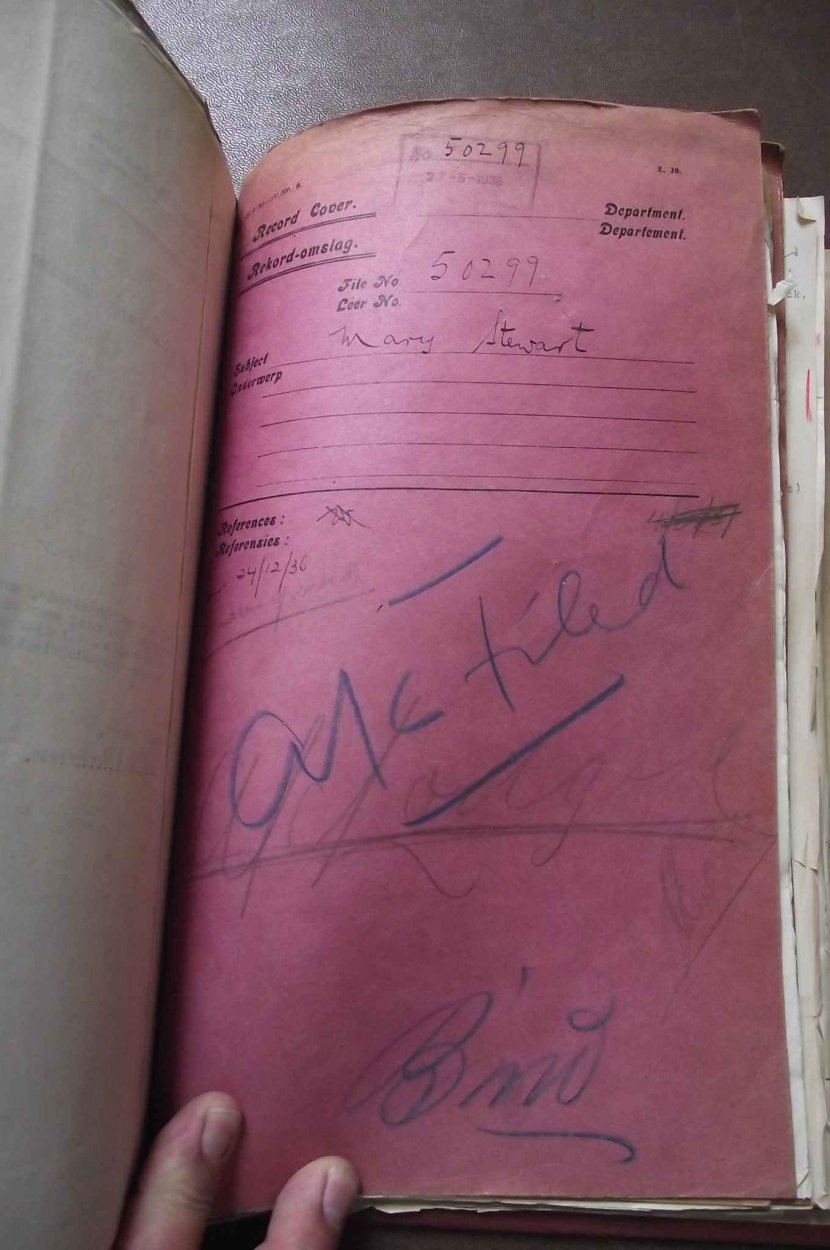 No. 50299
Z. 30.
Record Cover.
Rekord-omslag.
Department.
Departement.
File No 50299
Leer No.
Mary Stewart
Subject
Onderwerp
References:
Referensies:
24/12/36
a/c Filed
Bind